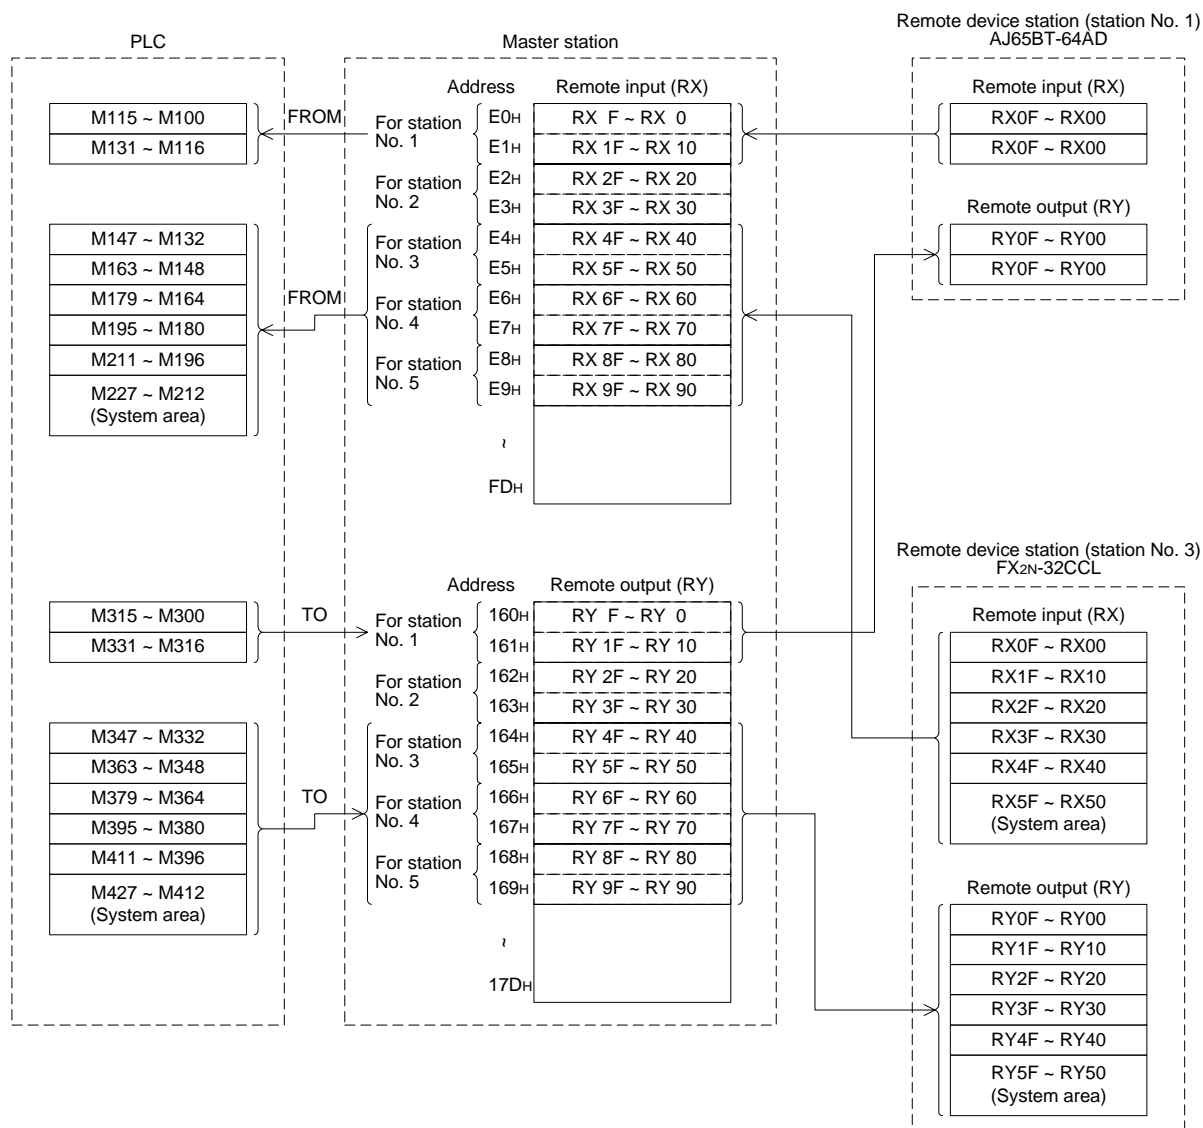 PLC
M115 ~ M100
M131 ~ M116
M147 ~ M132
M163 ~ M148
M179 ~ M164
M195 ~ M180
M211 ~ M196
M227 ~ M212
(System area)
M315 ~ M300
M331 ~ M316
M347 ~ M332
M363 ~ M348
M379 ~ M364
M395 ~ M380
M411 ~ M396
M427 ~ M412
(System area)
FROM
FROM
TO
TO
Master station
Address Remote input (RX)
For station
No. 1
E0H RX F ~ RX 0
E1H RX 1F ~ RX 10
For station
No. 2
E2H RX 2F ~ RX 20
E3H RX 3F ~ RX 30
For station
No. 3
E4H RX 4F ~ RX 40
E5H RX 5F ~ RX 50
For station
No. 4
E6H RX 6F ~ RX 60
E7H RX 7F ~ RX 70
For station
No. 5
E8H RX 8F ~ RX 80
E9H RX 9F ~ RX 90
~
FDH
Address Remote output (RY)
For station
No. 1
160H RY F ~ RY 0
161H RY 1F ~ RY 10
For station
No. 2
162H RY 2F ~ RY 20
163H RY 3F ~ RY 30
For station
No. 3
164H RY 4F ~ RY 40
165H RY 5F ~ RY 50
For station
No. 4
166H RY 6F ~ RY 60
167H RY 7F ~ RY 70
For station
No. 5
168H RY 8F ~ RY 80
169H RY 9F ~ RY 90
~
17DH
Remote device station (station No. 1)
AJ65BT-64AD
Remote input (RX)
RX0F ~ RX00
RX0F ~ RX00
Remote output (RY)
RY0F ~ RY00
RY0F ~ RY00
Remote device station (station No. 3)
FX2N-32CCL
Remote input (RX)
RX0F ~ RX00
RX1F ~ RX10
RX2F ~ RX20
RX3F ~ RX30
RX4F ~ RX40
RX5F ~ RX50
(System area)
Remote output (RY)
RY0F ~ RY00
RY1F ~ RY10
RY2F ~ RY20
RY3F ~ RY30
RY4F ~ RY40
RY5F ~ RY50
(System area)